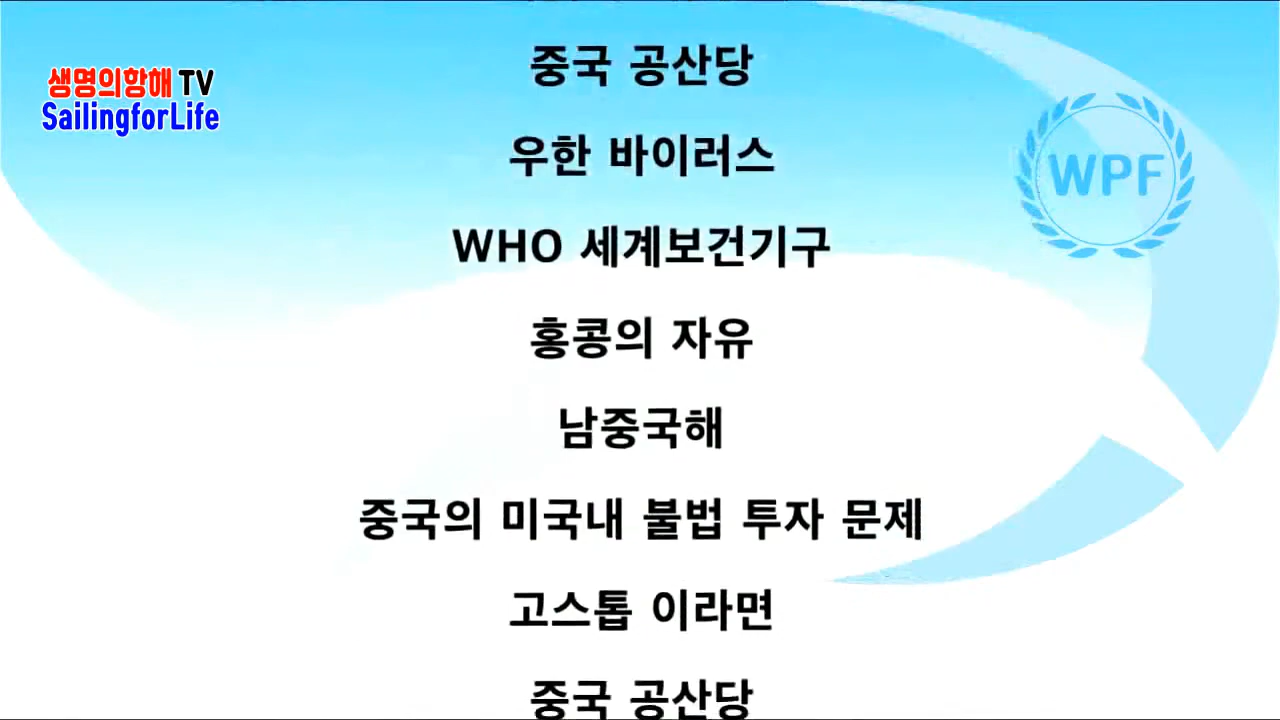 생명의항해 TV
SailingforLife
WPF
중국 공산당
우한 바이러스
WHO 세계보건기구
홍콩의 자유
남중국해
중국의 미국내 불법 투자 문제
고스톱 이라면
중국 공산당